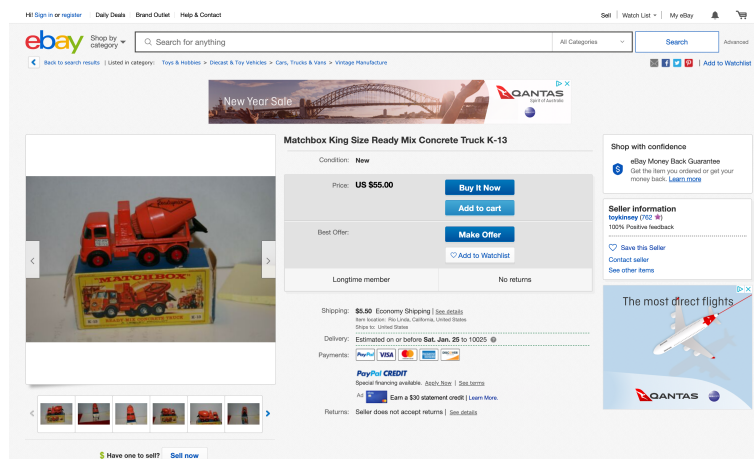 Hi! Sign in or register Daily Deals Brand Outlet Help & Contact
Sell Watch List My eBay
ebay
Shop by category
Search for anything
All Categories
Search
Advanced
Back to search results | Listed in category: Toys & Hobbies > Diecast & Toy Vehicles > Cars, Trucks & Vans > Vintage Manufacture
| Add to Watchlist
New Year Sale
QANTAS
Spirit of Australia
Matchbox King Size Ready Mix Concrete Truck K-13
Condition: New
Price: US $55.00
Buy It Now
Add to cart
Best Offer:
Make Offer
Add to Watchlist
Longtime member
No returns
Shipping: $5.50 Economy Shipping | See details
Item location: Rio Linda, California, United States
Ships to: United States
Delivery: Estimated on or before Sat. Jan. 25 to 10025
Payments: PayPal VISA
PayPal CREDIT
Special financing available. Apply Now | See terms
Ad Earn a $30 statement credit | Learn More.
Returns: Seller does not accept returns | See details
"MATCHBOX"
Shop with confidence
eBay Money Back Guarantee
Get the item you ordered or get your
money back. Learn more
Seller information
toykinsey (762)
100% Positive feedback
Save this Seller
Contact seller
See other items
The most direct flights
QANTAS
$ Have one to sell? Sell now